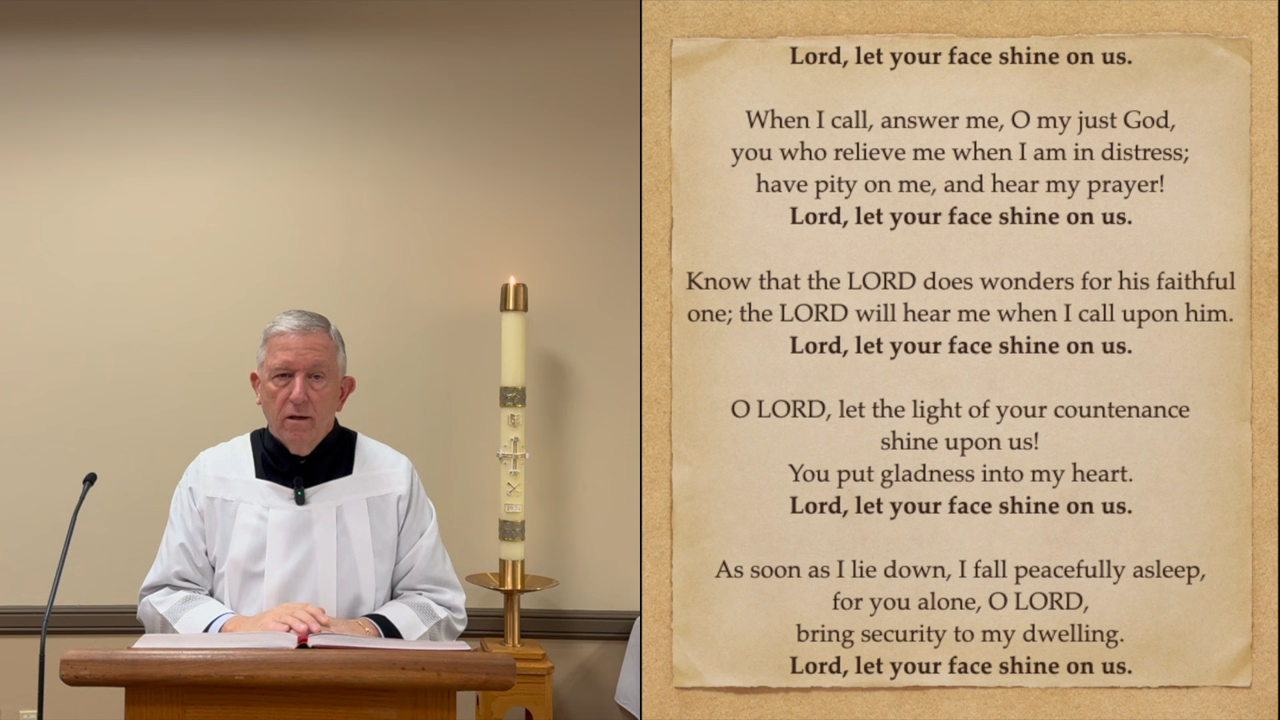 Lord, let your face shine on us.
When I call, answer me, O my just God,
you who relieve me when I am in distress;
have pity on me, and hear my prayer!
Lord, let your face shine on us.
Know that the LORD does wonders for his faithful
one; the LORD will hear me when I call upon him.
Lord, let your face shine on us.
O LORD, let the light of your countenance
shine upon us!
You put gladness into my heart.
Lord, let your face shine on us.
As soon as I lie down, I fall peacefully asleep,
for you alone, O LORD,
bring security to my dwelling.
Lord, let your face shine on us.